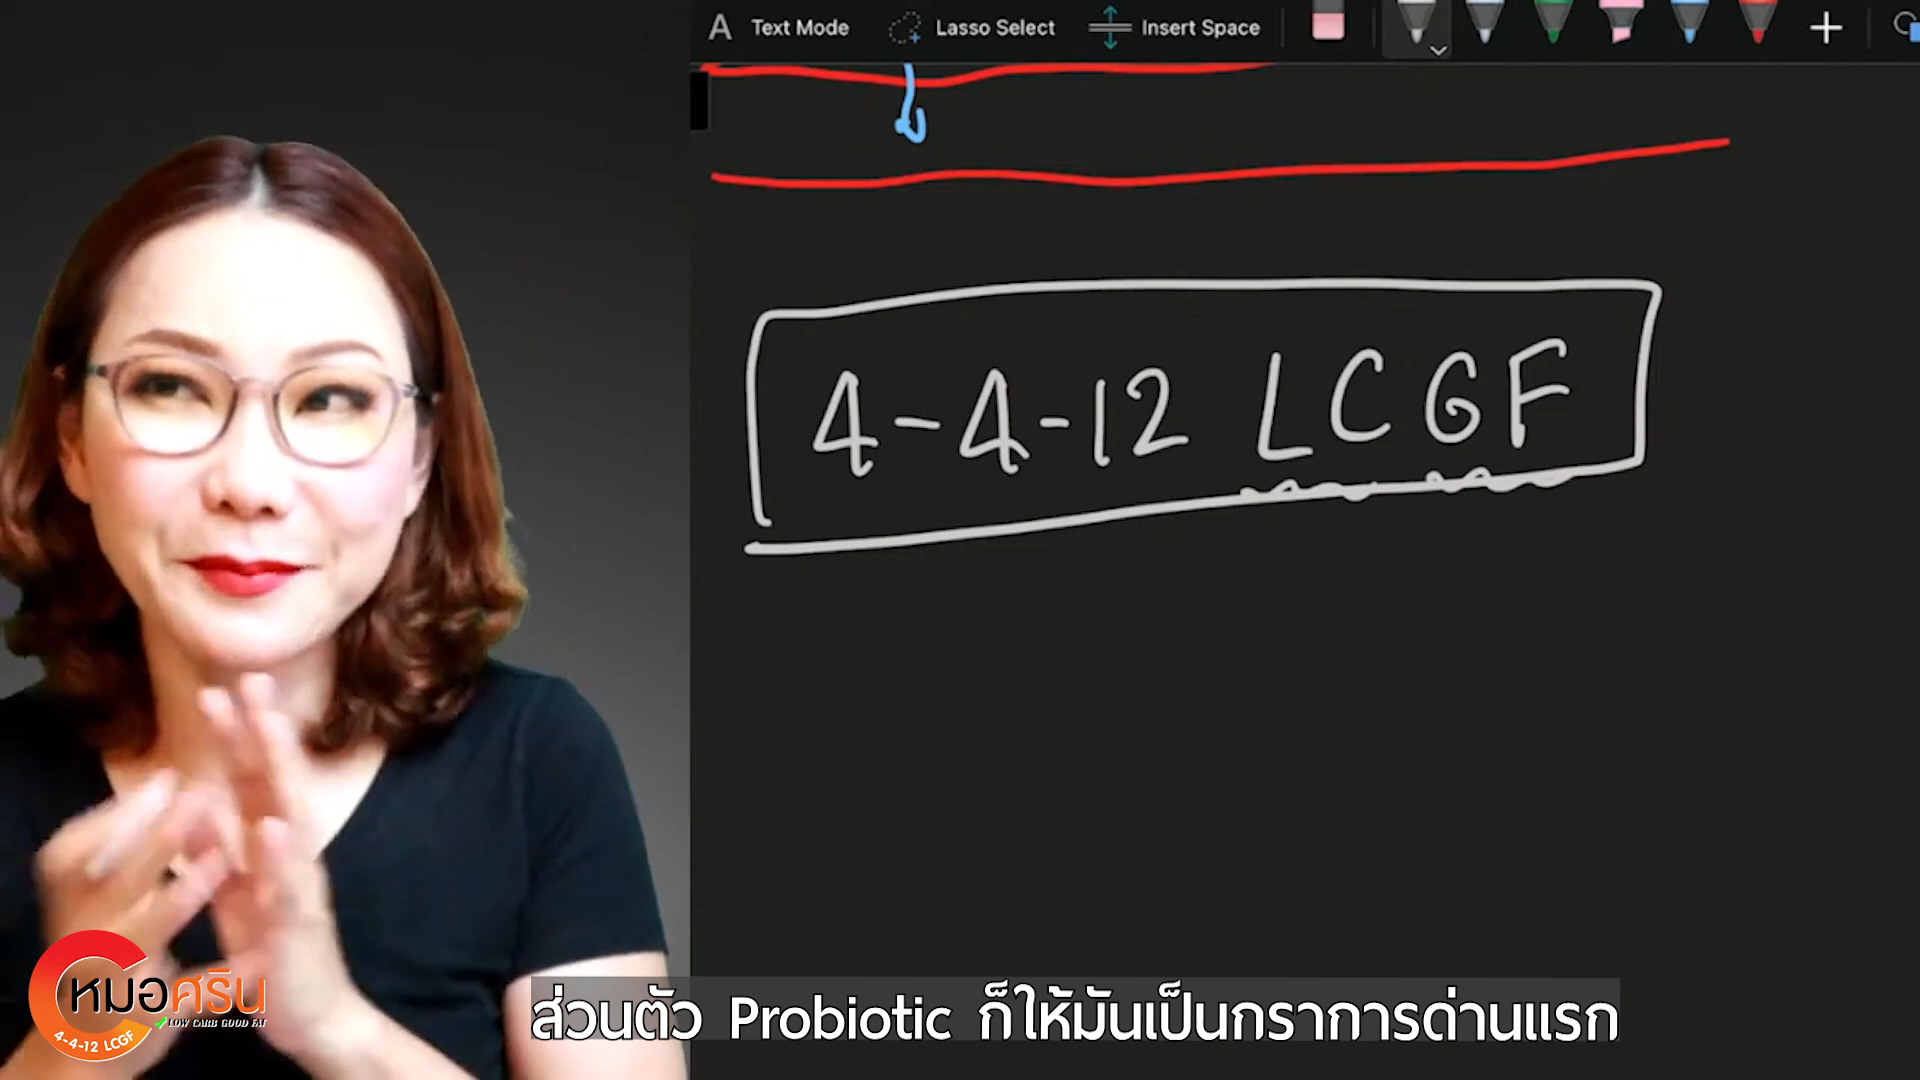 Text Mode
Lasso Select
Insert Space
4-4-12 LCGF
หมอศริน
LOW CARB GOOD FAT
4-4-12 LCGF
ส่วนตัว Probiotic ก็ให้มันเป็นกราการด่านแรก